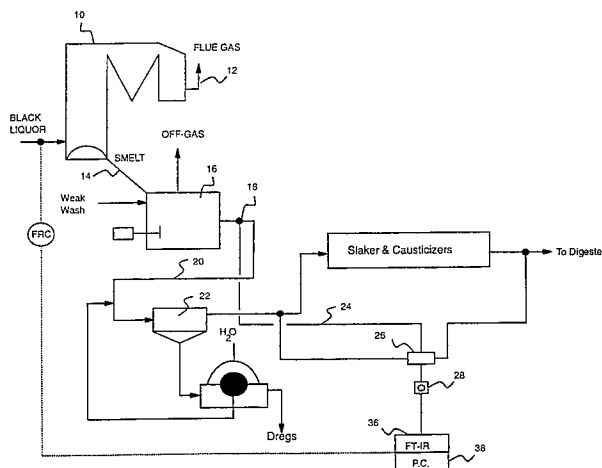 10
FLUE GAS
12
BLACK
LIQUOR
OFF-GAS
SMELT
14
16
Weak
Wash
18
FRC
Slaker & Causticizers
To Digeste
20
22
24
H2O
26
28
Dregs
36
FT-IR
P.C.
38